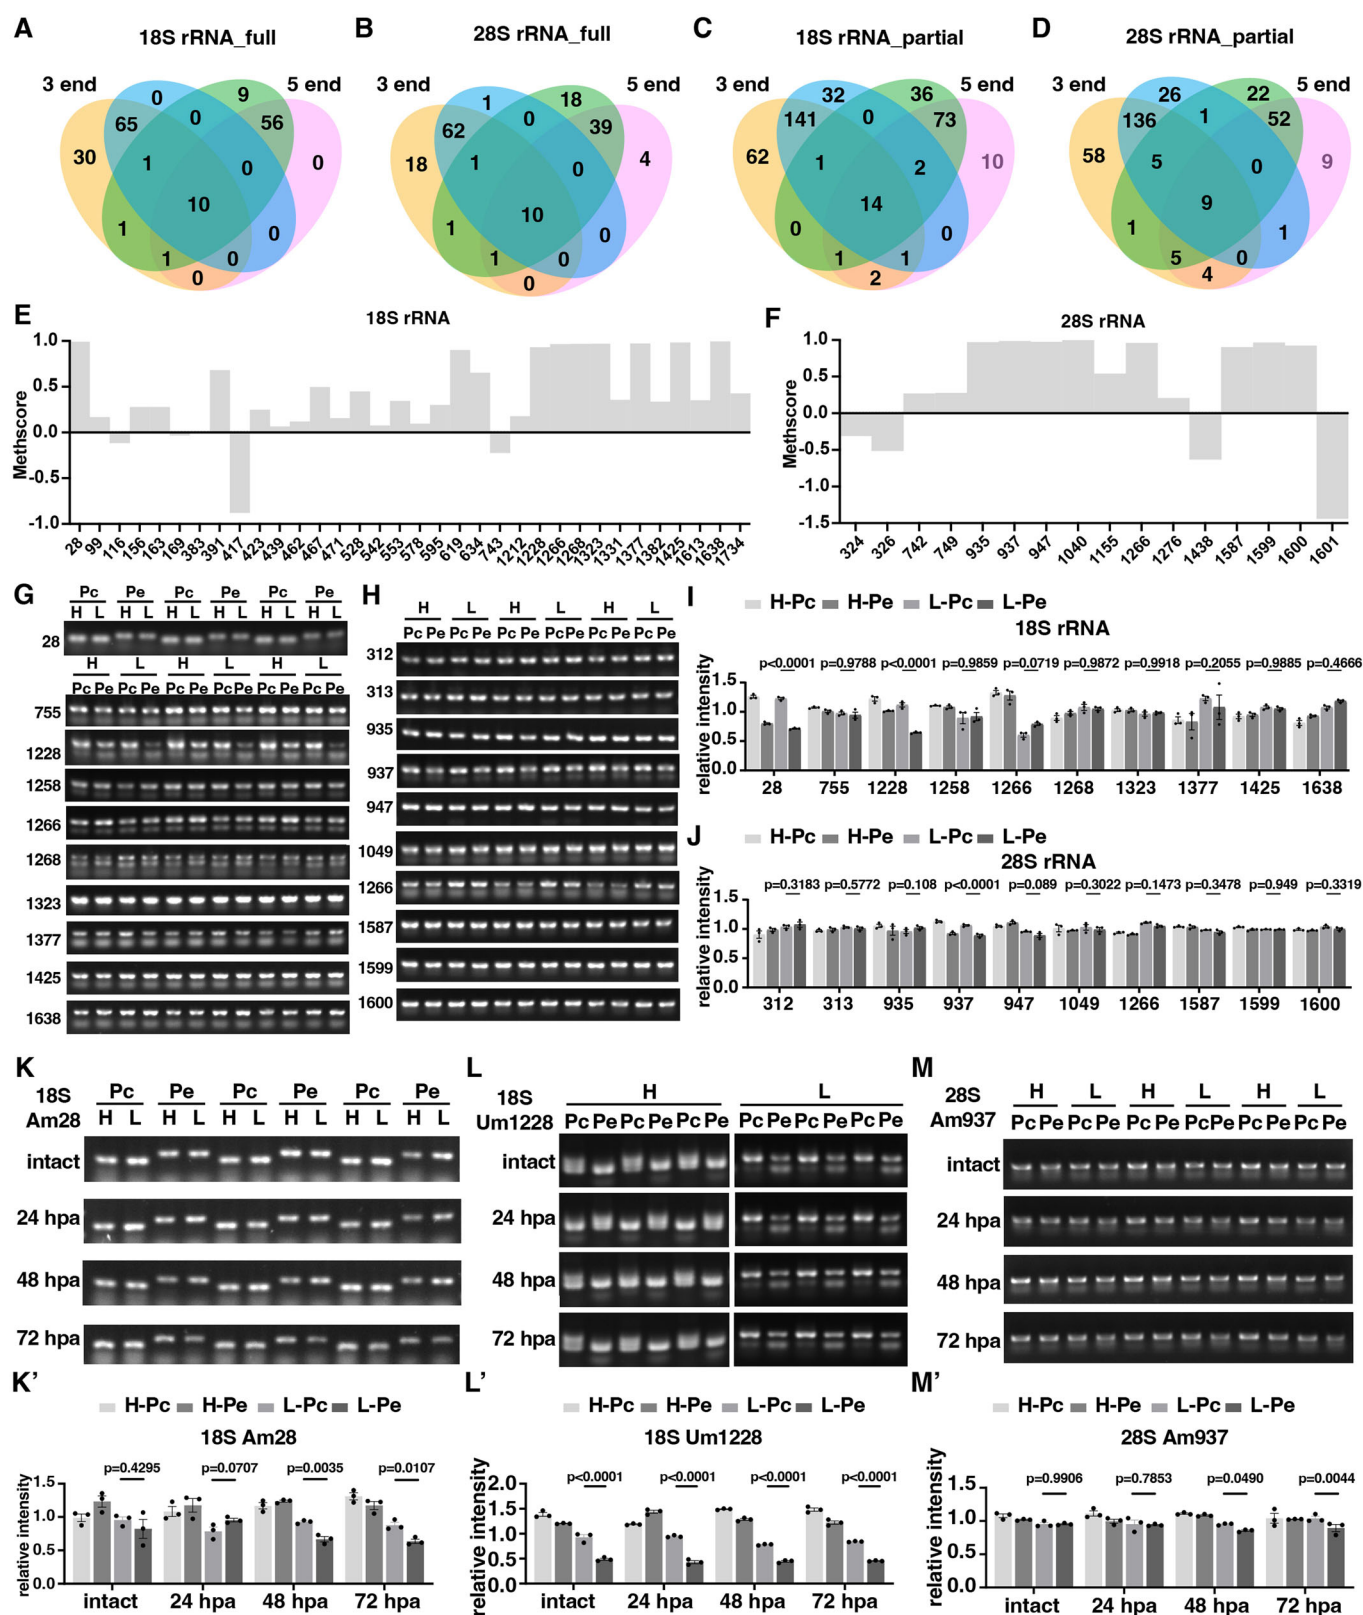 A
18S rRNA_full
3 end
5 end
0
9
65
0
56
30
1
0
0
10
1
0
1
0
0
B
28S rRNA_full
3 end
5 end
1
18
62
0
39
18
1
0
4
10
1
0
1
0
0
C
18S rRNA_partial
3 end
5 end
32
36
141
0
73
62
1
2
10
14
0
0
1
1
2
D
28S rRNA_partial
3 end
5 end
26
22
136
1
52
58
5
0
9
9
1
1
5
0
4
E
18S rRNA
Methscore
1.0
0.5
0.0
-0.5
-1.0
28 99 116 156 163 169 383 391 417 423 439 462 467 471 528 542 553 578 595 619 634 743 1212 1228 1266 1268 1323 1331 1377 1382 1425 1613 1638 1734
F
28S rRNA
Methscore
1.0
0.5
0.0
-0.5
-1.0
-1.5
324 326 742 749 935 937 947 1040 1155 1266 1276 1438 1587 1599 1600 1601
G
Pc Pe Pc Pe Pc Pe
H L H L H L H L H L H L
28
H L H L H L
Pc Pe Pc Pe Pc Pe Pc Pe Pc Pe Pc Pe
755
1228
1258
1266
1268
1323
1377
1425
1638
H
H L H L H L
Pc Pe Pc Pe Pc Pe PcPe Pc Pe Pc Pe
312
313
935
937
947
1049
1266
1587
1599
1600
I
H-Pc H-Pe L-Pc L-Pe
18S rRNA
p<0.0001 p=0.9788 p<0.0001 p=0.9859 p=0.0719 p=0.9872 p=0.9918 p=0.2055 p=0.9885 p=0.4666
relative intensity
1.5
1.0
0.5
0.0
28 755 1228 1258 1266 1268 1323 1377 1425 1638
J
H-Pc H-Pe L-Pc L-Pe
28S rRNA
p=0.3183 p=0.5772 p=0.108 p<0.0001 p=0.089 p=0.3022 p=0.1473 p=0.3478 p=0.949 p=0.3319
relative intensity
1.5
1.0
0.5
0.0
312 313 935 937 947 1049 1266 1587 1599 1600
K
18S
Am28
Pc Pe Pc Pe Pc Pe
H L H L H L H L H L H L
intact
24 hpa
48 hpa
72 hpa
L
18S
Um1228
H L
Pc Pe Pc Pe Pc Pe Pc Pe Pc Pe Pc Pe
intact
24 hpa
48 hpa
72 hpa
M
28S
Am937
H L H L H L
Pc Pe Pc Pe Pc Pe Pc Pe Pc Pe Pc Pe
intact
24 hpa
48 hpa
72 hpa
K'
H-Pc H-Pe L-Pc L-Pe
18S Am28
p=0.4295 p=0.0707 p=0.0035 p=0.0107
relative intensity
1.5
1.0
0.5
0.0
intact 24 hpa 48 hpa 72 hpa
L'
H-Pc H-Pe L-Pc L-Pe
18S Um1228
p<0.0001 p<0.0001 p<0.0001 p<0.0001
relative intensity
2.0
1.5
1.0
0.5
0.0
intact 24 hpa 48 hpa 72 hpa
M'
H-Pc H-Pe L-Pc L-Pe
28S Am937
p=0.9906 p=0.7853 p=0.0490 p=0.0044
relative intensity
1.5
1.0
0.5
0.0
intact 24 hpa 48 hpa 72 hpa